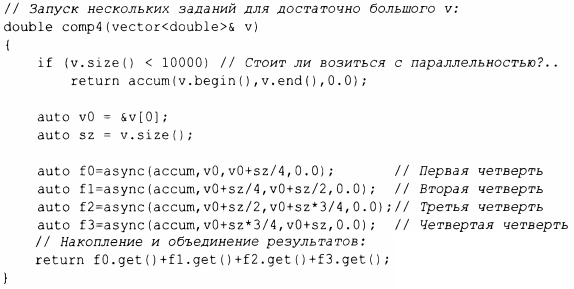 // Запуск нескольких заданий для достаточно большого v:
double comp4(vector<double>& v)
{
    if (v.size() < 10000) // Стоит ли возиться с параллельностью?..
        return accum(v.begin(),v.end(),0.0);

    auto v0 = &v[0];
    auto sz = v.size();

    auto f0=async(accum,v0,v0+sz/4,0.0);       // Первая четверть
    auto f1=async(accum,v0+sz/4,v0+sz/2,0.0);  // Вторая четверть
    auto f2=async(accum,v0+sz/2,v0+sz*3/4,0.0);// Третья четверть
    auto f3=async(accum,v0+sz*3/4,v0+sz,0.0);  // Четвертая четверть
    // Накопление и объединение результатов:
    return f0.get()+f1.get()+f2.get()+f3.get();
}